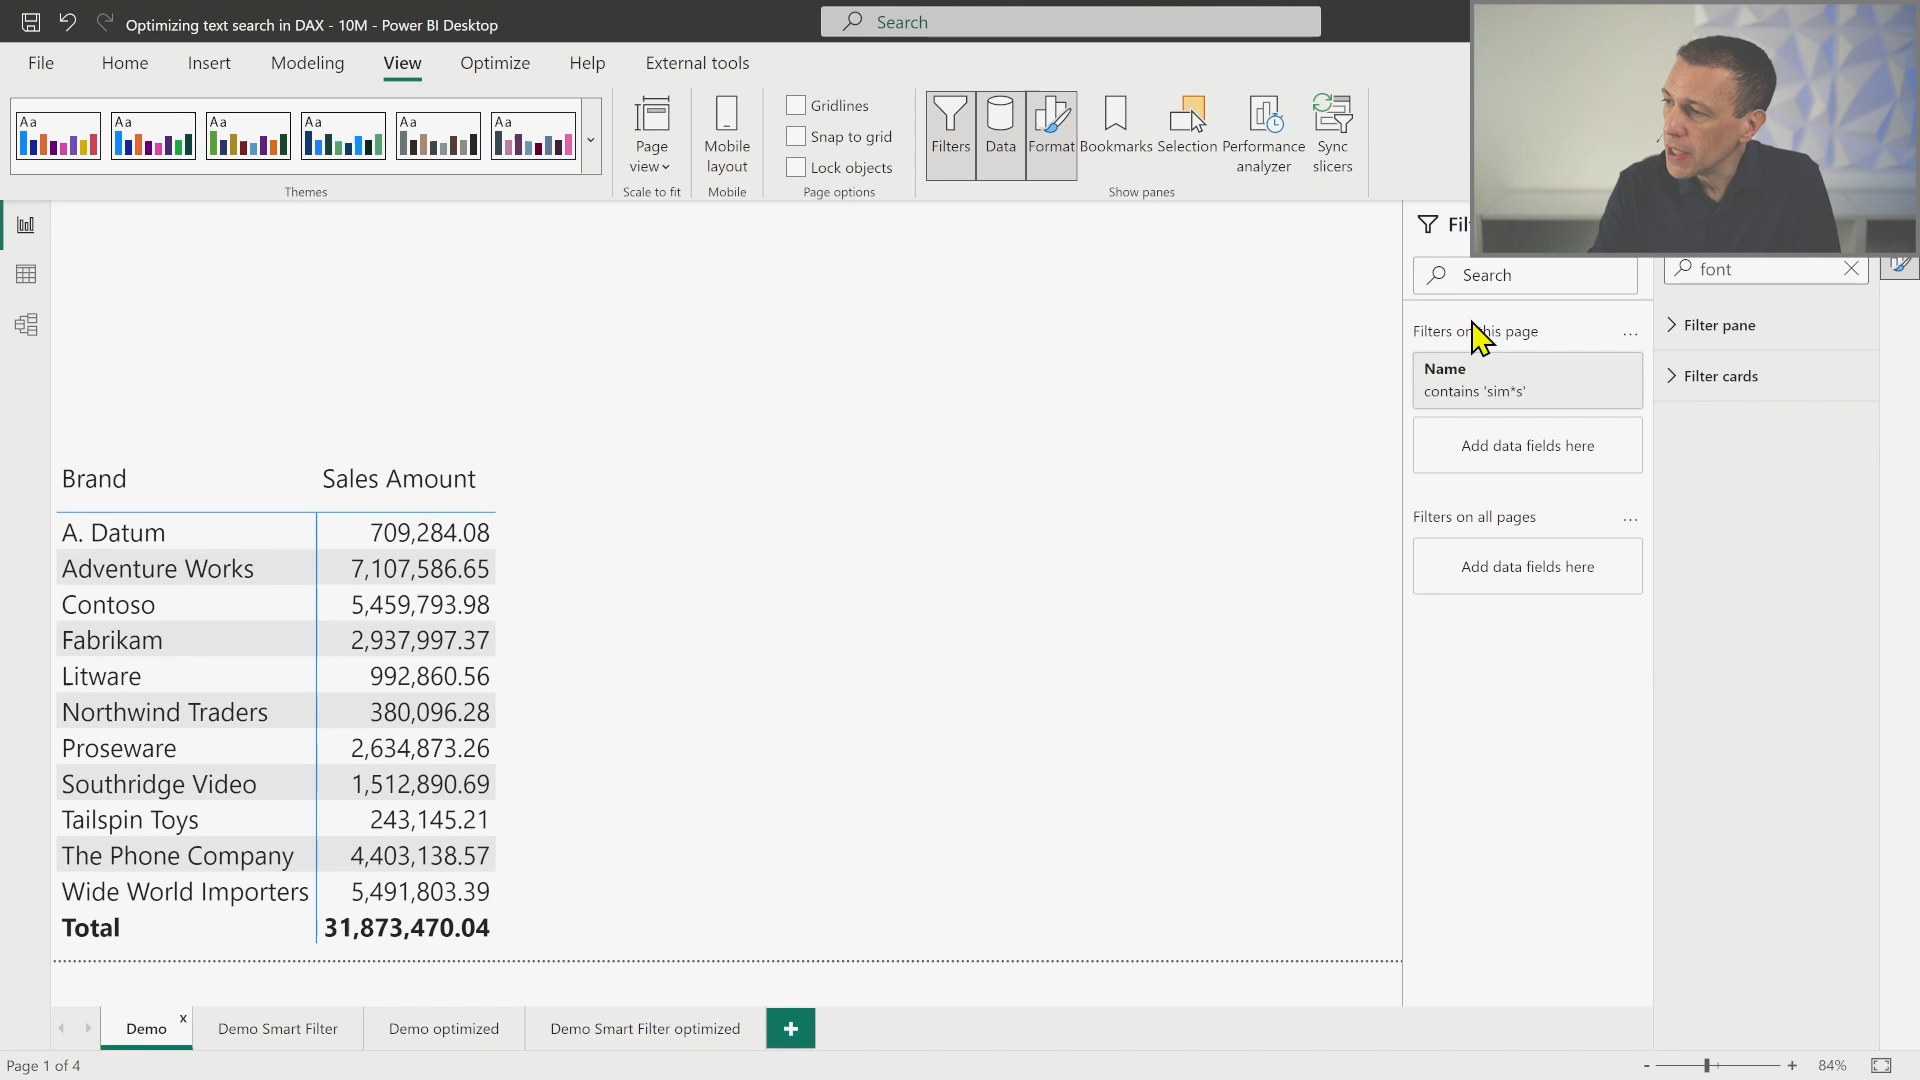 Optimizing text search in DAX - 10M - Power BI Desktop
Search
File
Home
Insert
Modeling
View
Optimize
Help
External tools
Aa
Aa
Aa
Aa
Aa
Aa
Themes
Page
view
Scale to fit
Mobile
layout
Mobile
Gridlines
Snap to grid
Lock objects
Page options
Filters
Data
Format
Bookmarks
Selection
Performance
analyzer
Sync
slicers
Show panes
Search
Filters on this page
...
Name
contains 'sim*s'
Add data fields here
Filters on all pages
...
Add data fields here
font
Filter pane
Filter cards
Brand
Sales Amount
A. Datum
709,284.08
Adventure Works
7,107,586.65
Contoso
5,459,793.98
Fabrikam
2,937,997.37
Litware
992,860.56
Northwind Traders
380,096.28
Proseware
2,634,873.26
Southridge Video
1,512,890.69
Tailspin Toys
243,145.21
The Phone Company
4,403,138.57
Wide World Importers
5,491,803.39
Total
31,873,470.04
Demo
x
Demo Smart Filter
Demo optimized
Demo Smart Filter optimized
+
Page 1 of 4
-
+
84%